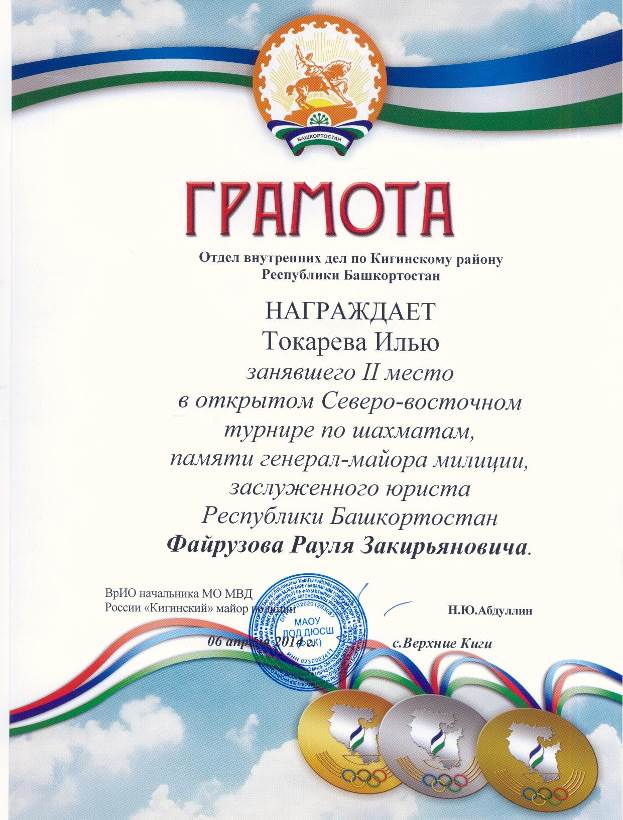 БАШКОРТОСТАН
ГРАМОТА
Отдел внутренних дел по Кигинскому району
Республики Башкортостан
НАГРАЖДАЕТ
Токарева Илью
занявшего II место
в открытом Северо-восточном
турнире по шахматам,
памяти генерал-майора милиции,
заслуженного юриста
Республики Башкортостан
Файрузова Рауля Закирьяновича.
ВрИО начальника МО МВД
России «Кигинский» майор полиции
Н.Ю.Абдуллин
МАОУ
ДОД ДЮСШ
06 апреля 2014 г.
с.Верхние Киги